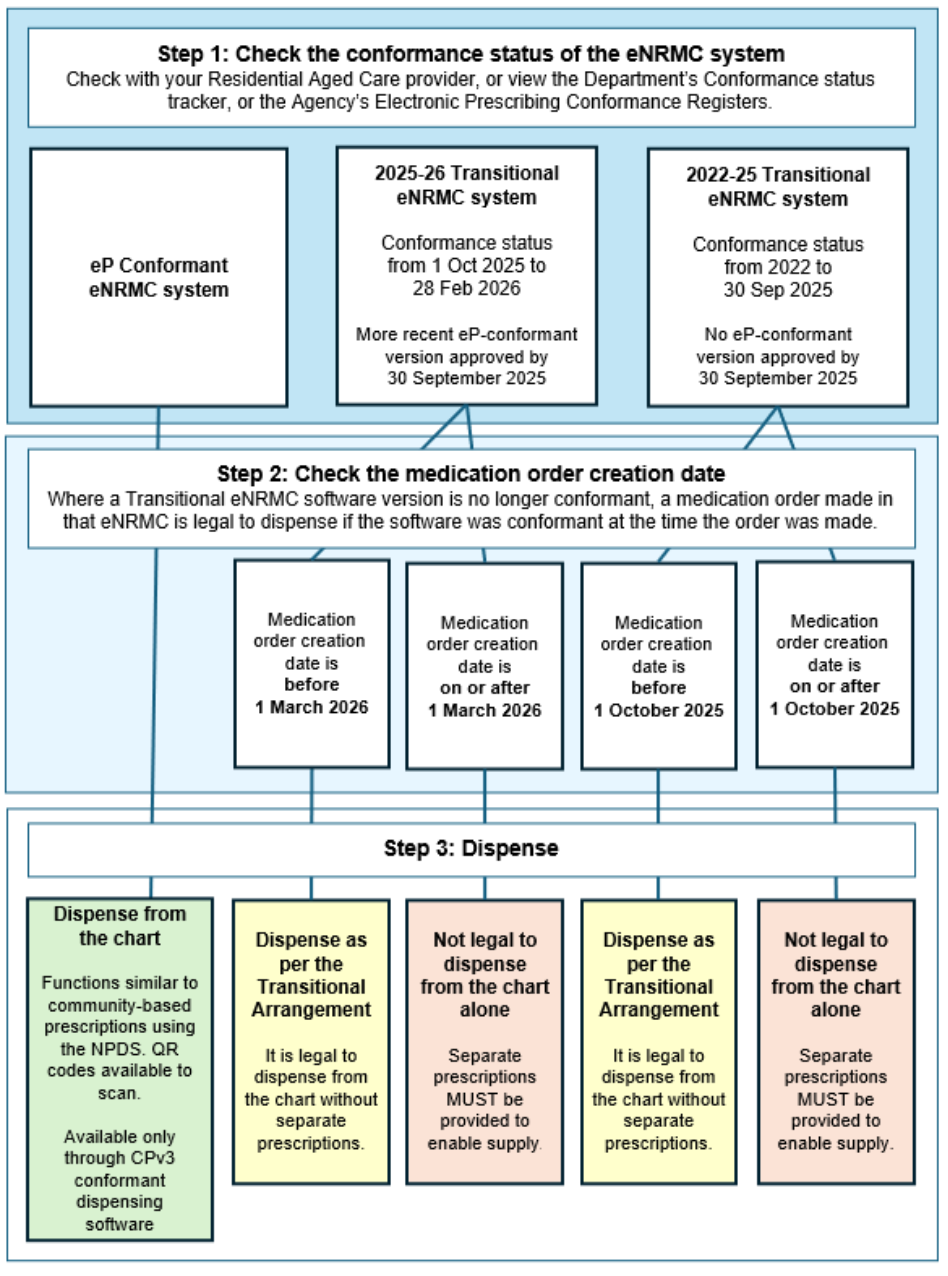 Step 1: Check the conformance status of the eNRMC system
Check with your Residential Aged Care provider, or view the Department's Conformance status
tracker, or the Agency's Electronic Prescribing Conformance Registers.
eP Conformant
eNRMC system
2025-26 Transitional
eNRMC system
Conformance status
from 1 Oct 2025 to
28 Feb 2026
More recent eP-conformant
version approved by
30 September 2025
2022-25 Transitional
eNRMC system
Conformance status
from 2022 to
30 Sep 2025
No eP-conformant
version approved by
30 September 2025
Step 2: Check the medication order creation date
Where a Transitional eNRMC software version is no longer conformant, a medication order made in
that eNRMC is legal to dispense if the software was conformant at the time the order was made.
Medication
order creation
date is
before
1 March 2026
Medication
order creation
date is
on or after
1 March 2026
Medication
order creation
date is
before
1 October 2025
Medication
order creation
date is
on or after
1 October 2025
Step 3: Dispense
Dispense from
the chart
Functions similar to
community-based
prescriptions using
the NPDS. QR
codes available to
scan.
Available only
through CPv3
conformant
dispensing
software
Dispense as
per the
Transitional
Arrangement
It is legal to
dispense from
the chart without
separate
prescriptions.
Not legal to
dispense
from the chart
alone
Separate
prescriptions
MUST be
provided to
enable supply.
Dispense as
per the
Transitional
Arrangement
It is legal to
dispense from
the chart without
separate
prescriptions.
Not legal to
dispense
from the chart
alone
Separate
prescriptions
MUST be
provided to
enable supply.